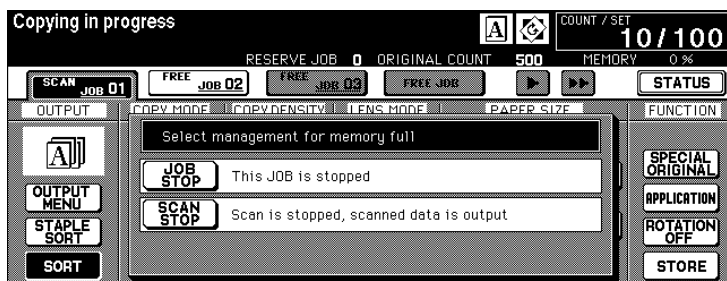 Copying in progress
A
COUNT / SET
10/100
RESERVE JOB 0 ORIGINAL COUNT 500 MEMORY 0 %
SCAN JOB 01 FREE JOB 02 FREE JOB 03 FREE JOB STATUS
OUTPUT COPY MODE COPY DENSITY LENS MODE PAPER SIZE FUNCTION
Select management for memory full
A
JOB STOP This JOB is stopped
SPECIAL ORIGINAL
OUTPUT MENU
SCAN STOP Scan is stopped, scanned data is output
APPLICATION
STAPLE SORT
ROTATION OFF
SORT
STORE